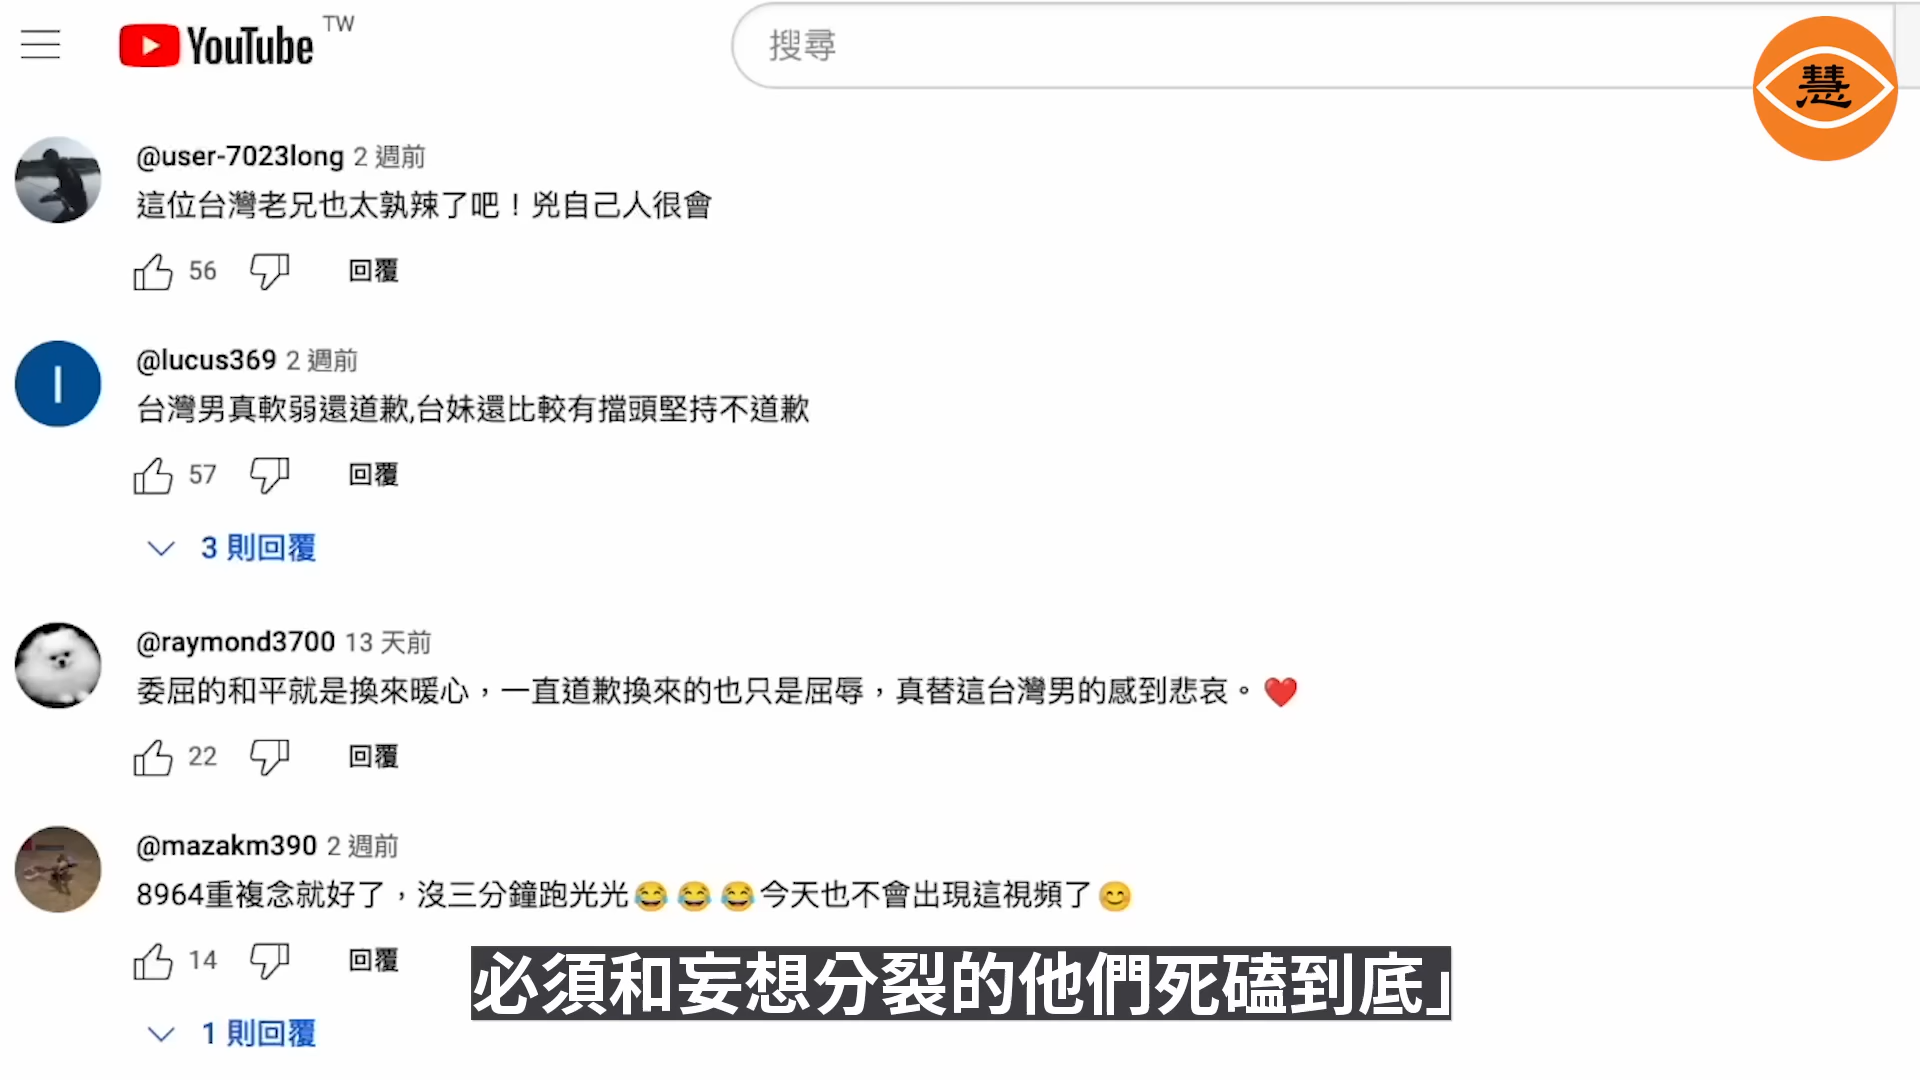 YouTube TW
搜尋
慧
@user-7023long 2 週前
這位台灣老兄也太孰辣了吧！兇自己人很會
56 回覆
@lucus369 2 週前
台灣男真軟弱還道歉,台妹還比較有擋頭堅持不道歉
57 回覆
3 則回覆
@raymond3700 13 天前
委屈的和平就是換來暖心，一直道歉換來的也只是屈辱，真替這台灣男的感到悲哀。❤️
22 回覆
@mazakm390 2 週前
8964重複念就好了，沒三分鐘跑光光😂😂😂今天也不會出現這視頻了😊
14 回覆
必須和妄想分裂的他們死磕到底」
1 則回覆